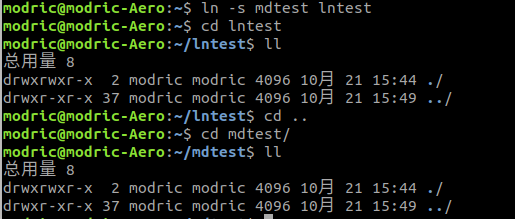 modric@modric-Aero:~$ ln -s mdtest lntest
modric@modric-Aero:~$ cd lntest
modric@modric-Aero:~/lntest$ ll
总用量 8
drwxrwxr-x  2 modric modric 4096 10月 21 15:44 ./
drwxr-xr-x 37 modric modric 4096 10月 21 15:49 ../
modric@modric-Aero:~/lntest$ cd ..
modric@modric-Aero:~$ cd mdtest/
modric@modric-Aero:~/mdtest$ ll
总用量 8
drwxrwxr-x  2 modric modric 4096 10月 21 15:44 ./
drwxr-xr-x 37 modric modric 4096 10月 21 15:49 ../